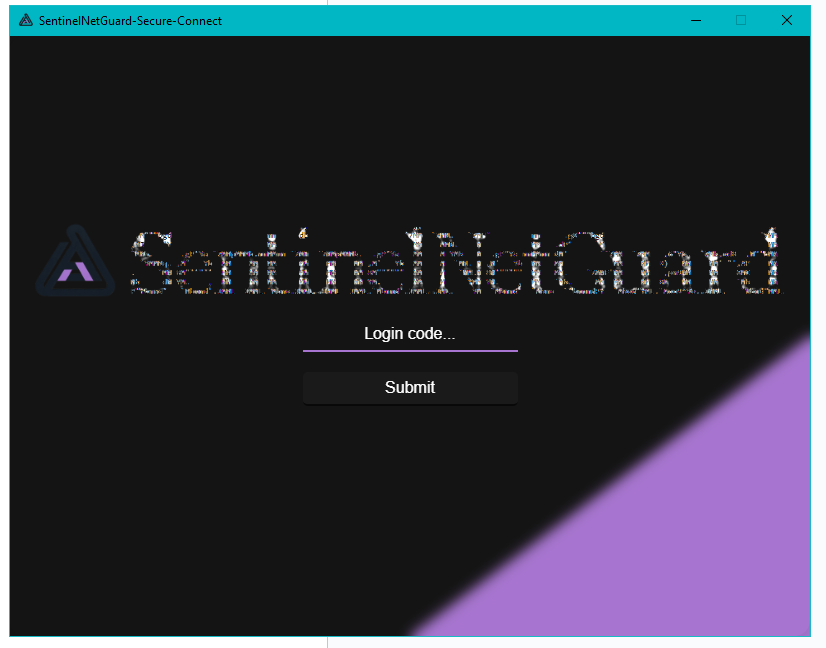 SentinelNetGuard-Secure-Connect
SentinelNetGuard
Login code...
Submit